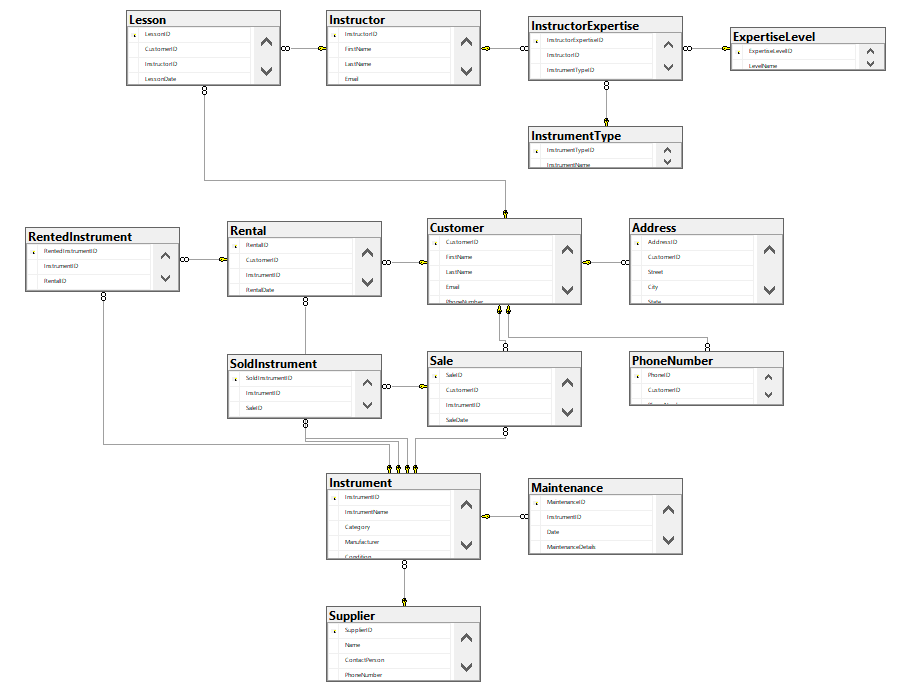 Lesson
LessonID
CustomerID
InstructorID
LessonDate
Instructor
InstructorID
FirstName
LastName
Email
InstructorExpertise
InstructorExpertiseID
InstructorID
InstrumentTypeID
ExpertiseLevel
ExpertiseLevelID
LevelName
InstrumentType
InstrumentTypeID
InstrumentName
RentedInstrument
RentedInstrumentID
InstrumentID
RentalID
Rental
RentalID
CustomerID
InstrumentID
RentalDate
Customer
CustomerID
FirstName
LastName
Email
PhoneNumber
Address
AddressID
CustomerID
Street
City
State
SoldInstrument
SoldInstrumentID
InstrumentID
SaleID
Sale
SaleID
CustomerID
InstrumentID
SaleDate
PhoneNumber
PhoneID
CustomerID
Instrument
InstrumentID
InstrumentName
Category
Manufacturer
Condition
Maintenance
MaintenanceID
InstrumentID
Date
MaintenanceDetails
Supplier
SupplierID
Name
ContactPerson
PhoneNumber